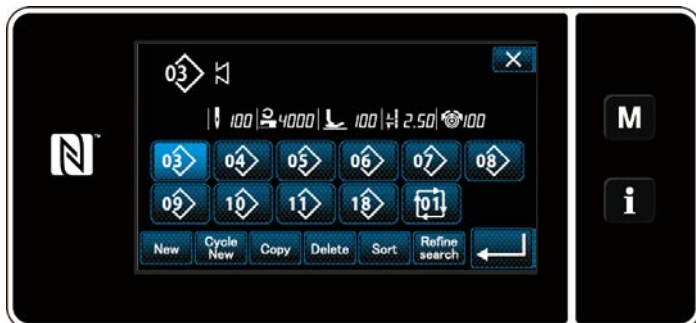 03
100 4000 100 2.50 100
03 04 05 06 07 08
09 10 11 18 01
New Cycle New Copy Delete Sort Refine search
M
N
™
i